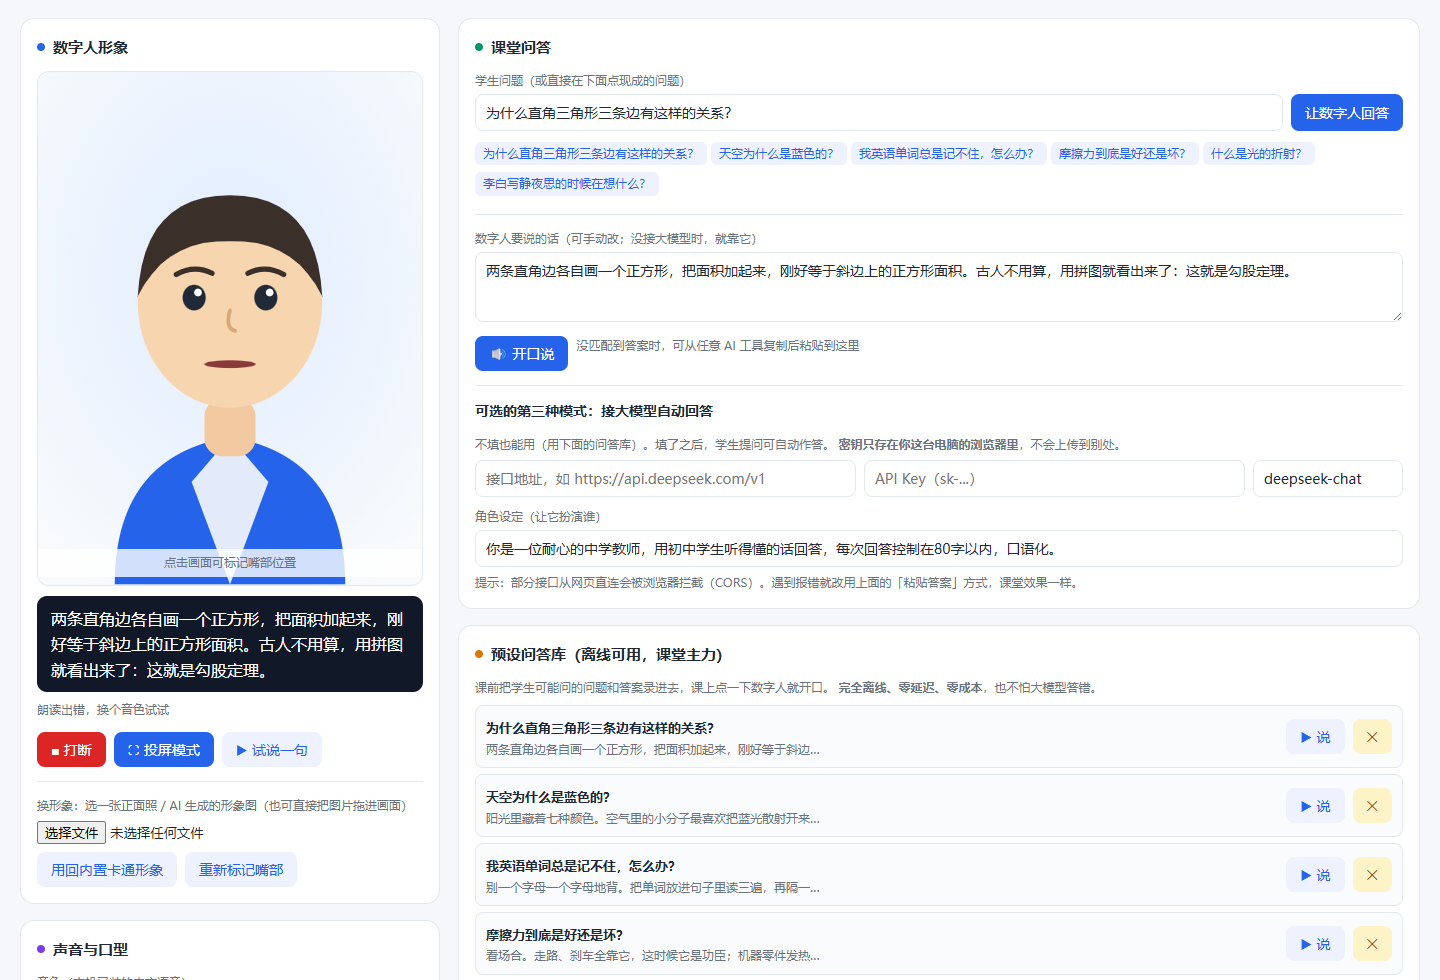 数字人形象
点击画面可标记嘴部位置
两条直角边各自画一个正方形，把面积加起来，刚
好等于斜边上的正方形面积。古人不用算，用拼图
就看出来了：这就是勾股定理。
朗读出错，换个音色试试
打断
投屏模式
▶ 试说一句
换形象：选一张正面照 / AI 生成的形象图（也可直接把图片拖进画面）
选择文件 未选择任何文件
用回内置卡通形象
重新标记嘴部
声音与口型
课堂问答
学生问题（或直接在下面点现成的问题）
为什么直角三角形三条边有这样的关系？
让数字人回答
为什么直角三角形三条边有这样的关系？
天空为什么是蓝色的？
我英语单词总是记不住，怎么办？
摩擦力到底是好还是坏？
什么是光的折射？
李白写静夜思的时候在想什么？
数字人要说的话（可手动改；没接大模型时，就靠它）
两条直角边各自画一个正方形，把面积加起来，刚好等于斜边上的正方形面积。古人不用算，用拼图就看出来了：这就是勾股定理。
开口说
没匹配到答案时，可从任意 AI 工具复制后粘贴到这里
可选的第三种模式：接大模型自动回答
不填也能用（用下面的问答库）。填了之后，学生提问可自动作答。 密钥只存在你这台电脑的浏览器里，不会上传到别处。
接口地址，如 https://api.deepseek.com/v1
API Key（sk-...）
deepseek-chat
角色设定（让它扮演谁）
你是一位耐心的中学教师，用初中学生听得懂的话回答，每次回答控制在80字以内，口语化。
提示：部分接口从网页直连会被浏览器拦截（CORS）。遇到报错就改用上面的「粘贴答案」方式，课堂效果一样。
预设问答库（离线可用，课堂主力）
课前把学生可能问的问题和答案录进去，课上点一下数字人就开口。 完全离线、零延迟、零成本，也不怕大模型答错。
为什么直角三角形三条边有这样的关系？
两条直角边各自画一个正方形，把面积加起来，刚好等于斜边...
▶ 说
天空为什么是蓝色的？
阳光里藏着七种颜色。空气里的小分子最喜欢把蓝光散射开来...
▶ 说
我英语单词总是记不住，怎么办？
别一个字母一个字母地背。把单词放进句子里读三遍，再隔一...
▶ 说
摩擦力到底是好还是坏？
看场合。走路、刹车全靠它，这时候它是功臣；机器零件发热...
▶ 说